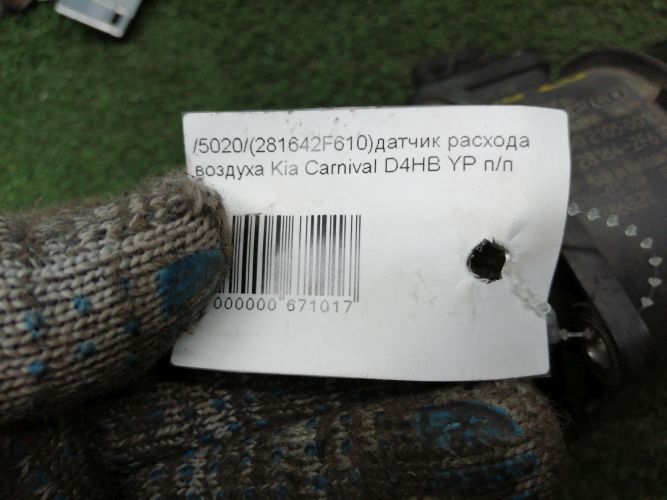 /5020/(281642F610)датчик расхода
воздуха Kia Carnival D4HB YP п/п
000000 671017